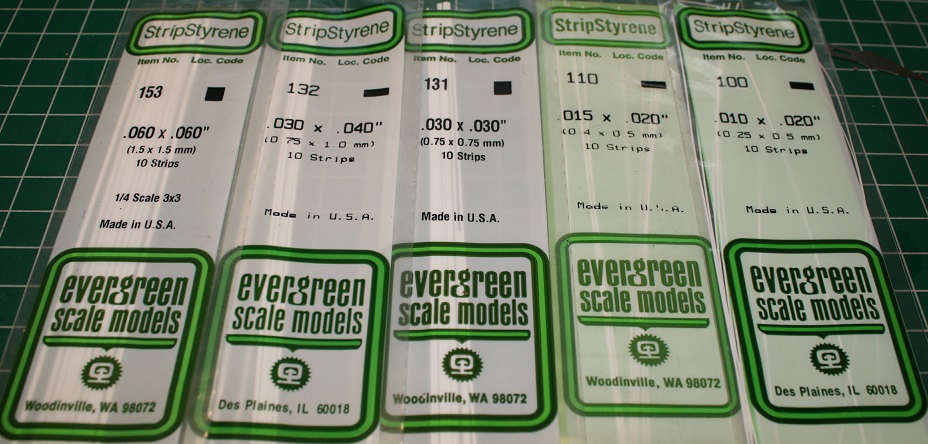 StripStyrene
Item No. Loc. Code
153
.060 x .060"
(1.5 x 1.5 mm)
10 Strips
1/4 Scale 3x3
Made in U.S.A.
evergreen
scale models
Woodinville, WA 98072
StripStyrene
Item No. Loc. Code
132
.030 x .040"
(0.75 x 1.0 mm)
10 Strips
Made in U.S.A.
evergreen
scale models
Des Plaines, IL 60018
StripStyrene
Item No. Loc. Code
131
.030 x .030"
(0.75 x 0.75 mm)
10 Strips
Made in U.S.A.
evergreen
scale models
Woodinville, WA 98072
StripStyrene
Item No. Loc. Code
110
.015 x .020"
(0.4 x 0.5 mm)
10 Strips
Made in U.S.A.
evergreen
scale models
Woodinville, WA 98072
StripStyrene
Item No. Loc. Code
100
.010 x .020"
(0.25 x 0.5 mm)
10 Strips
Made in U.S.A.
evergreen
scale models
Des Plaines, IL 60018